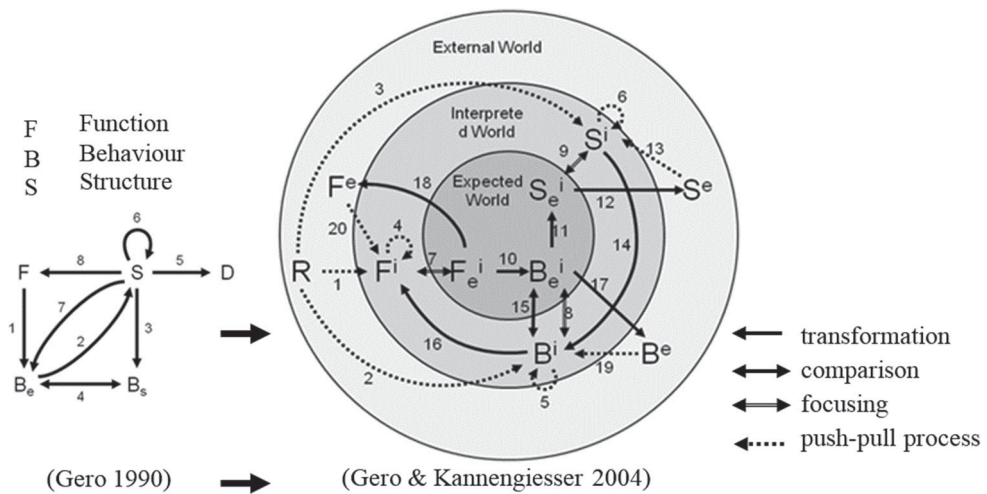 External World
3
Interprete
d World
6
F Function
B Behaviour
S Structure
Sⁱ
9
13
Expected
World
Fᵉ
18
Sₑⁱ
Sᵉ
12
6
20
4
11
14
F
8
S
5
D
R
1
Fⁱ
7
Fₑⁱ
10
Bₑⁱ
17
7
1
2
3
15
8
16
Bⁱ
Bᵉ
19
2
5
Bₑ
4
Bₛ
transformation
comparison
focusing
push-pull process
(Gero 1990)
(Gero & Kannengiesser 2004)